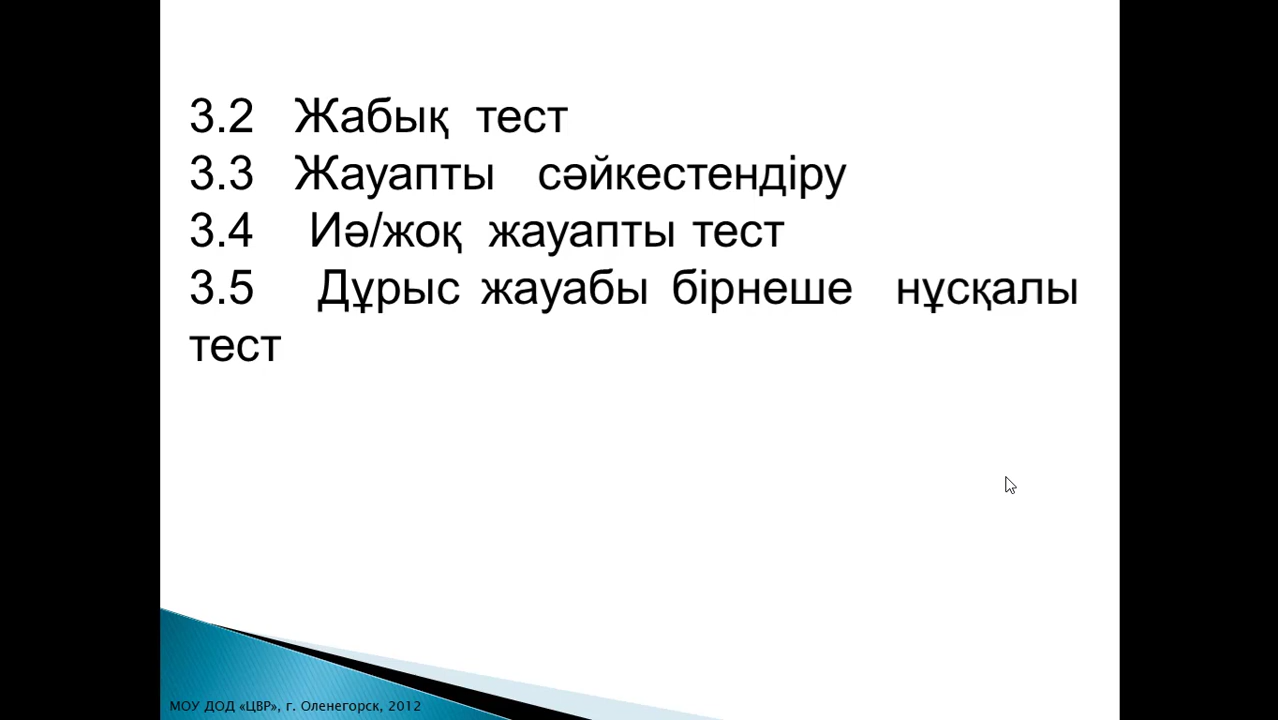 3.2 Жабық тест
3.3 Жауапты сәйкестендіру
3.4 Иә/жоқ жауапты тест
3.5 Дұрыс жауабы бірнеше нұсқалы
тест
МОУ ДОД «ЦВР», г. Оленегорск, 2012